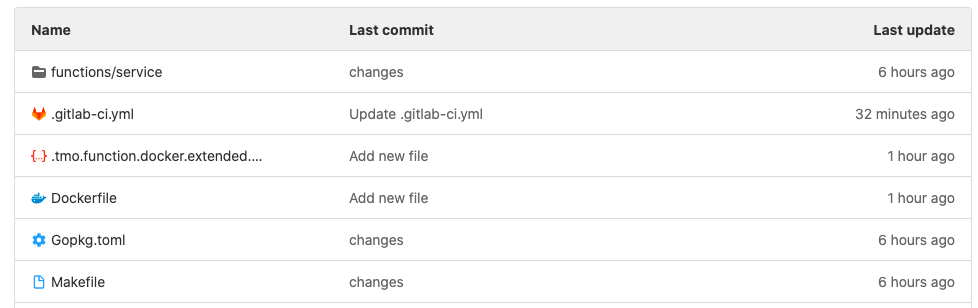 Name Last commit Last update
functions/service changes 6 hours ago
.gitlab-ci.yml Update .gitlab-ci.yml 32 minutes ago
{...} .tmo.function.docker.extended.... Add new file 1 hour ago
Dockerfile Add new file 1 hour ago
Gopkg.toml changes 6 hours ago
Makefile changes 6 hours ago